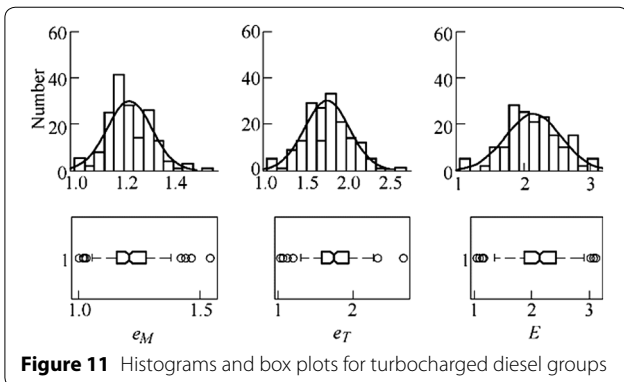 60 60 60
40 40 40
20 20 20
0 0 0
Number
1.0 1.2 1.4 1.0 1.5 2.0 2.5 1 2 3
1 1 1
1.0 1.5 1 2 1 2 3
e_M e_T E
Figure 11 Histograms and box plots for turbocharged diesel groups